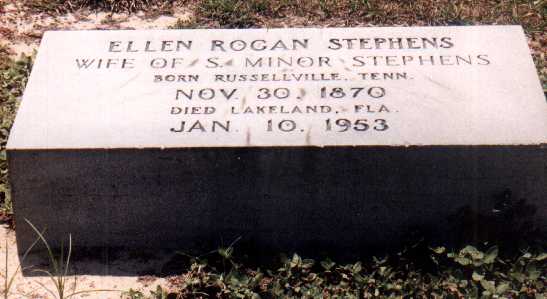 ELLEN ROGAN STEPHENS
WIFE OF S. MINOR STEPHENS
BORN RUSSELLVILLE, TENN.
NOV. 30, 1870
DIED LAKELAND, FLA.
JAN. 10, 1953